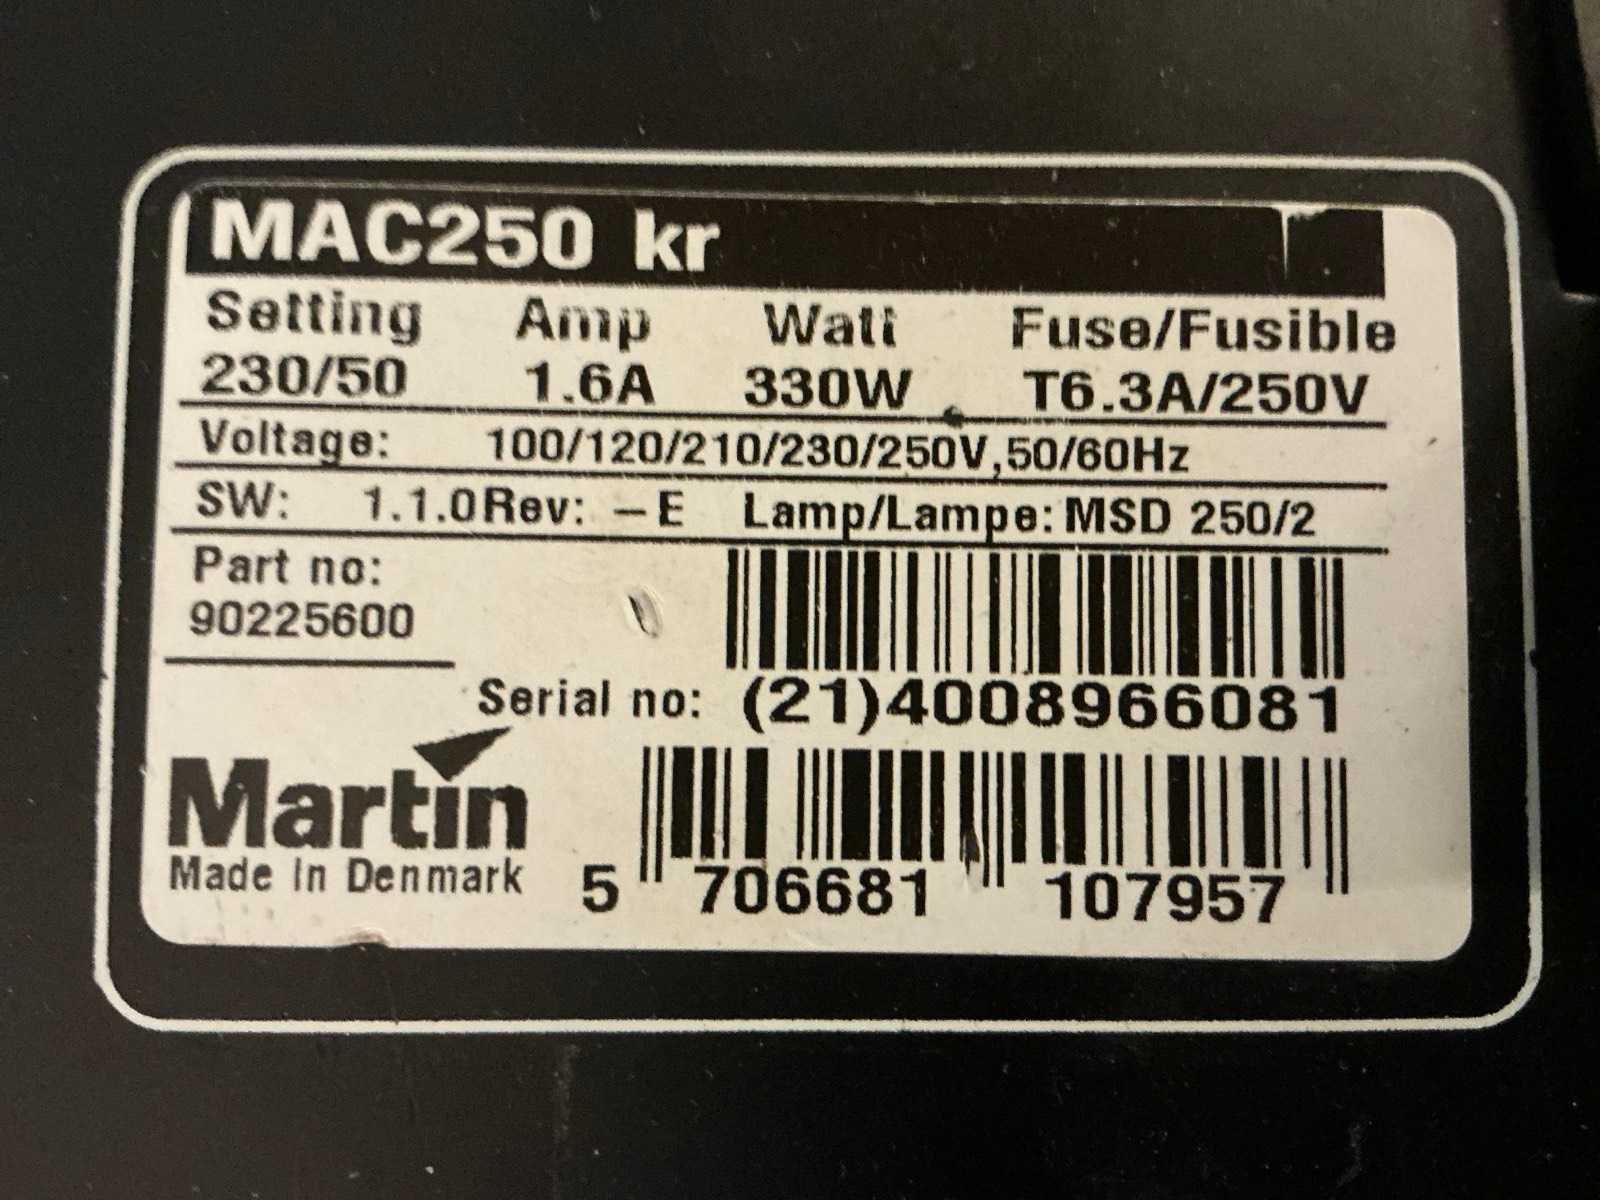 MAC250 kr
Setting Amp Watt Fuse/Fusible
230/50 1.6A 330W T6.3A/250V
Voltage: 100/120/210/230/250V,50/60Hz
SW: 1.1.0 Rev: -E Lamp/Lampe: MSD 250/2
Part no:
90225600
Serial no: (21)4008966081
Martin
Made In Denmark
5 706681 107957